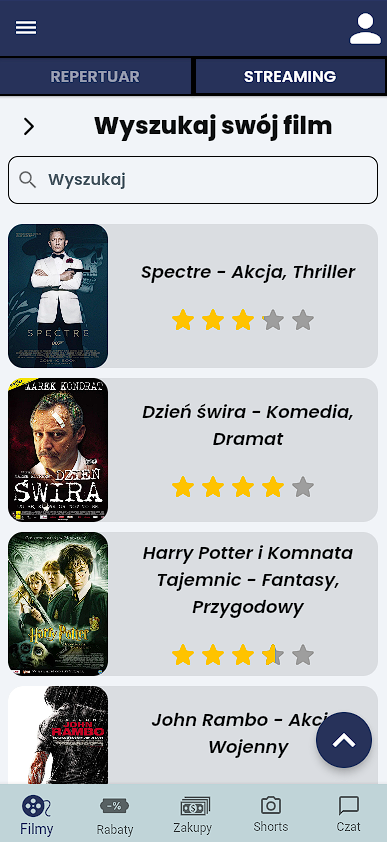 REPERTUAR
STREAMING
Wyszukaj swój film
Wyszukaj
Spectre - Akcja, Thriller
SPECTRE
007
Dzień świra - Komedia,
Dramat
MAREK KONDRAT
DZIEŃ
ŚWIRA
Harry Potter i Komnata
Tajemnic - Fantasy,
Przygodowy
Harry Potter
John Rambo - Akcj
Wojenny
JOHN
RAMBO
-%
$
Filmy
Rabaty
Zakupy
Shorts
Czat